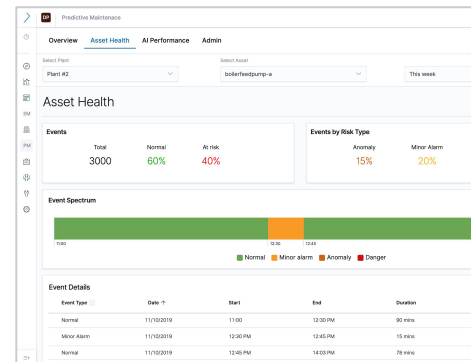 DP Predictive Maintenace
Overview Asset Health AI Performance Admin
Select Plant Select Asset
Plant #2 boilerfeedpump-a This week
Asset Health
Events Events by Risk Type
Total Normal At risk Anomaly Minor Alarm
3000 60% 40% 15% 20%
EM
PM
Event Spectrum
11:00 12:30 12:45
Normal Minor alarm Anomaly Danger
Event Details
Event Type Date ↑ Start End Duration
Normal 11/10/2019 11:00 12:30 PM 90 mins
Minor Alarm 11/10/2019 12:30 PM 12:45 PM 15 mins
Normal 11/10/2019 12:45 PM 14:03 PM 78 mins